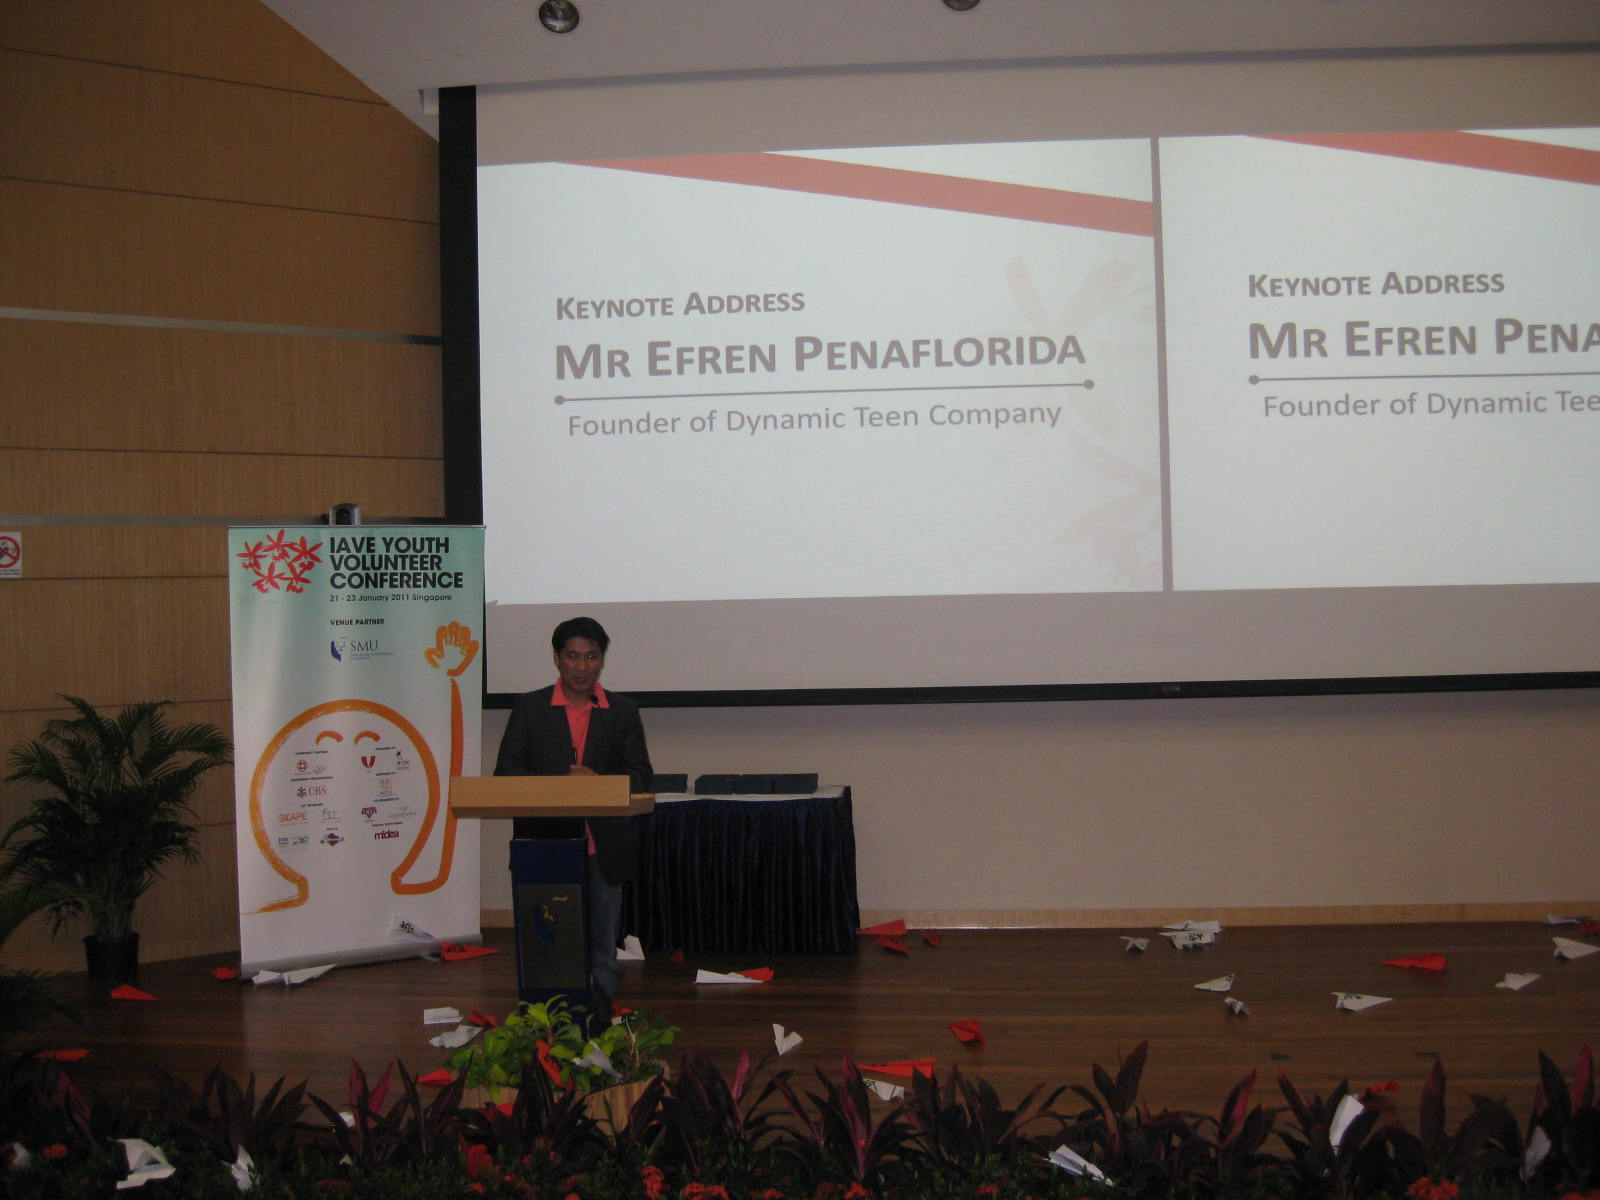 KEYNOTE ADDRESS
MR EFREN PENAFLORIDA
Founder of Dynamic Teen Company
KEYNOTE ADDRESS
MR EFREN PENA
Founder of Dynamic Tee
IAVE YOUTH
VOLUNTEER
CONFERENCE
21 - 23 January 2011 Singapore
VENUE PARTNER
SMU
UBS
SCAPE
mídea